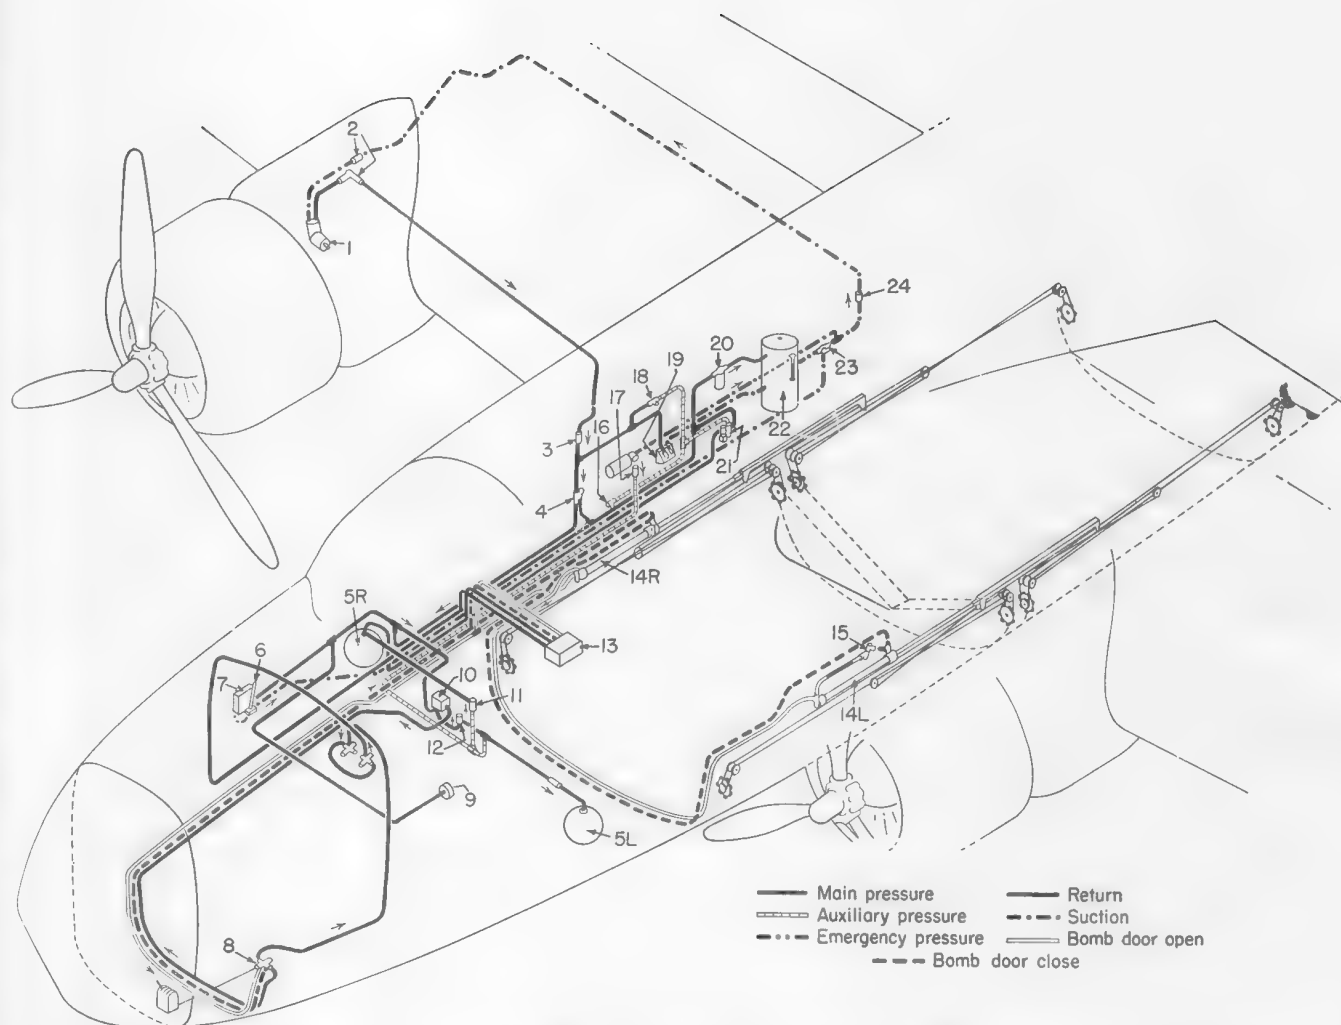 2
1
24
20
19
18
23
17
16
3
22
21
4
14R
5R
13
15
6
7
10
11
14L
12
9
5L
8
Main pressure
Return
Auxiliary pressure
Suction
Emergency pressure
Bomb door open
Bomb door close